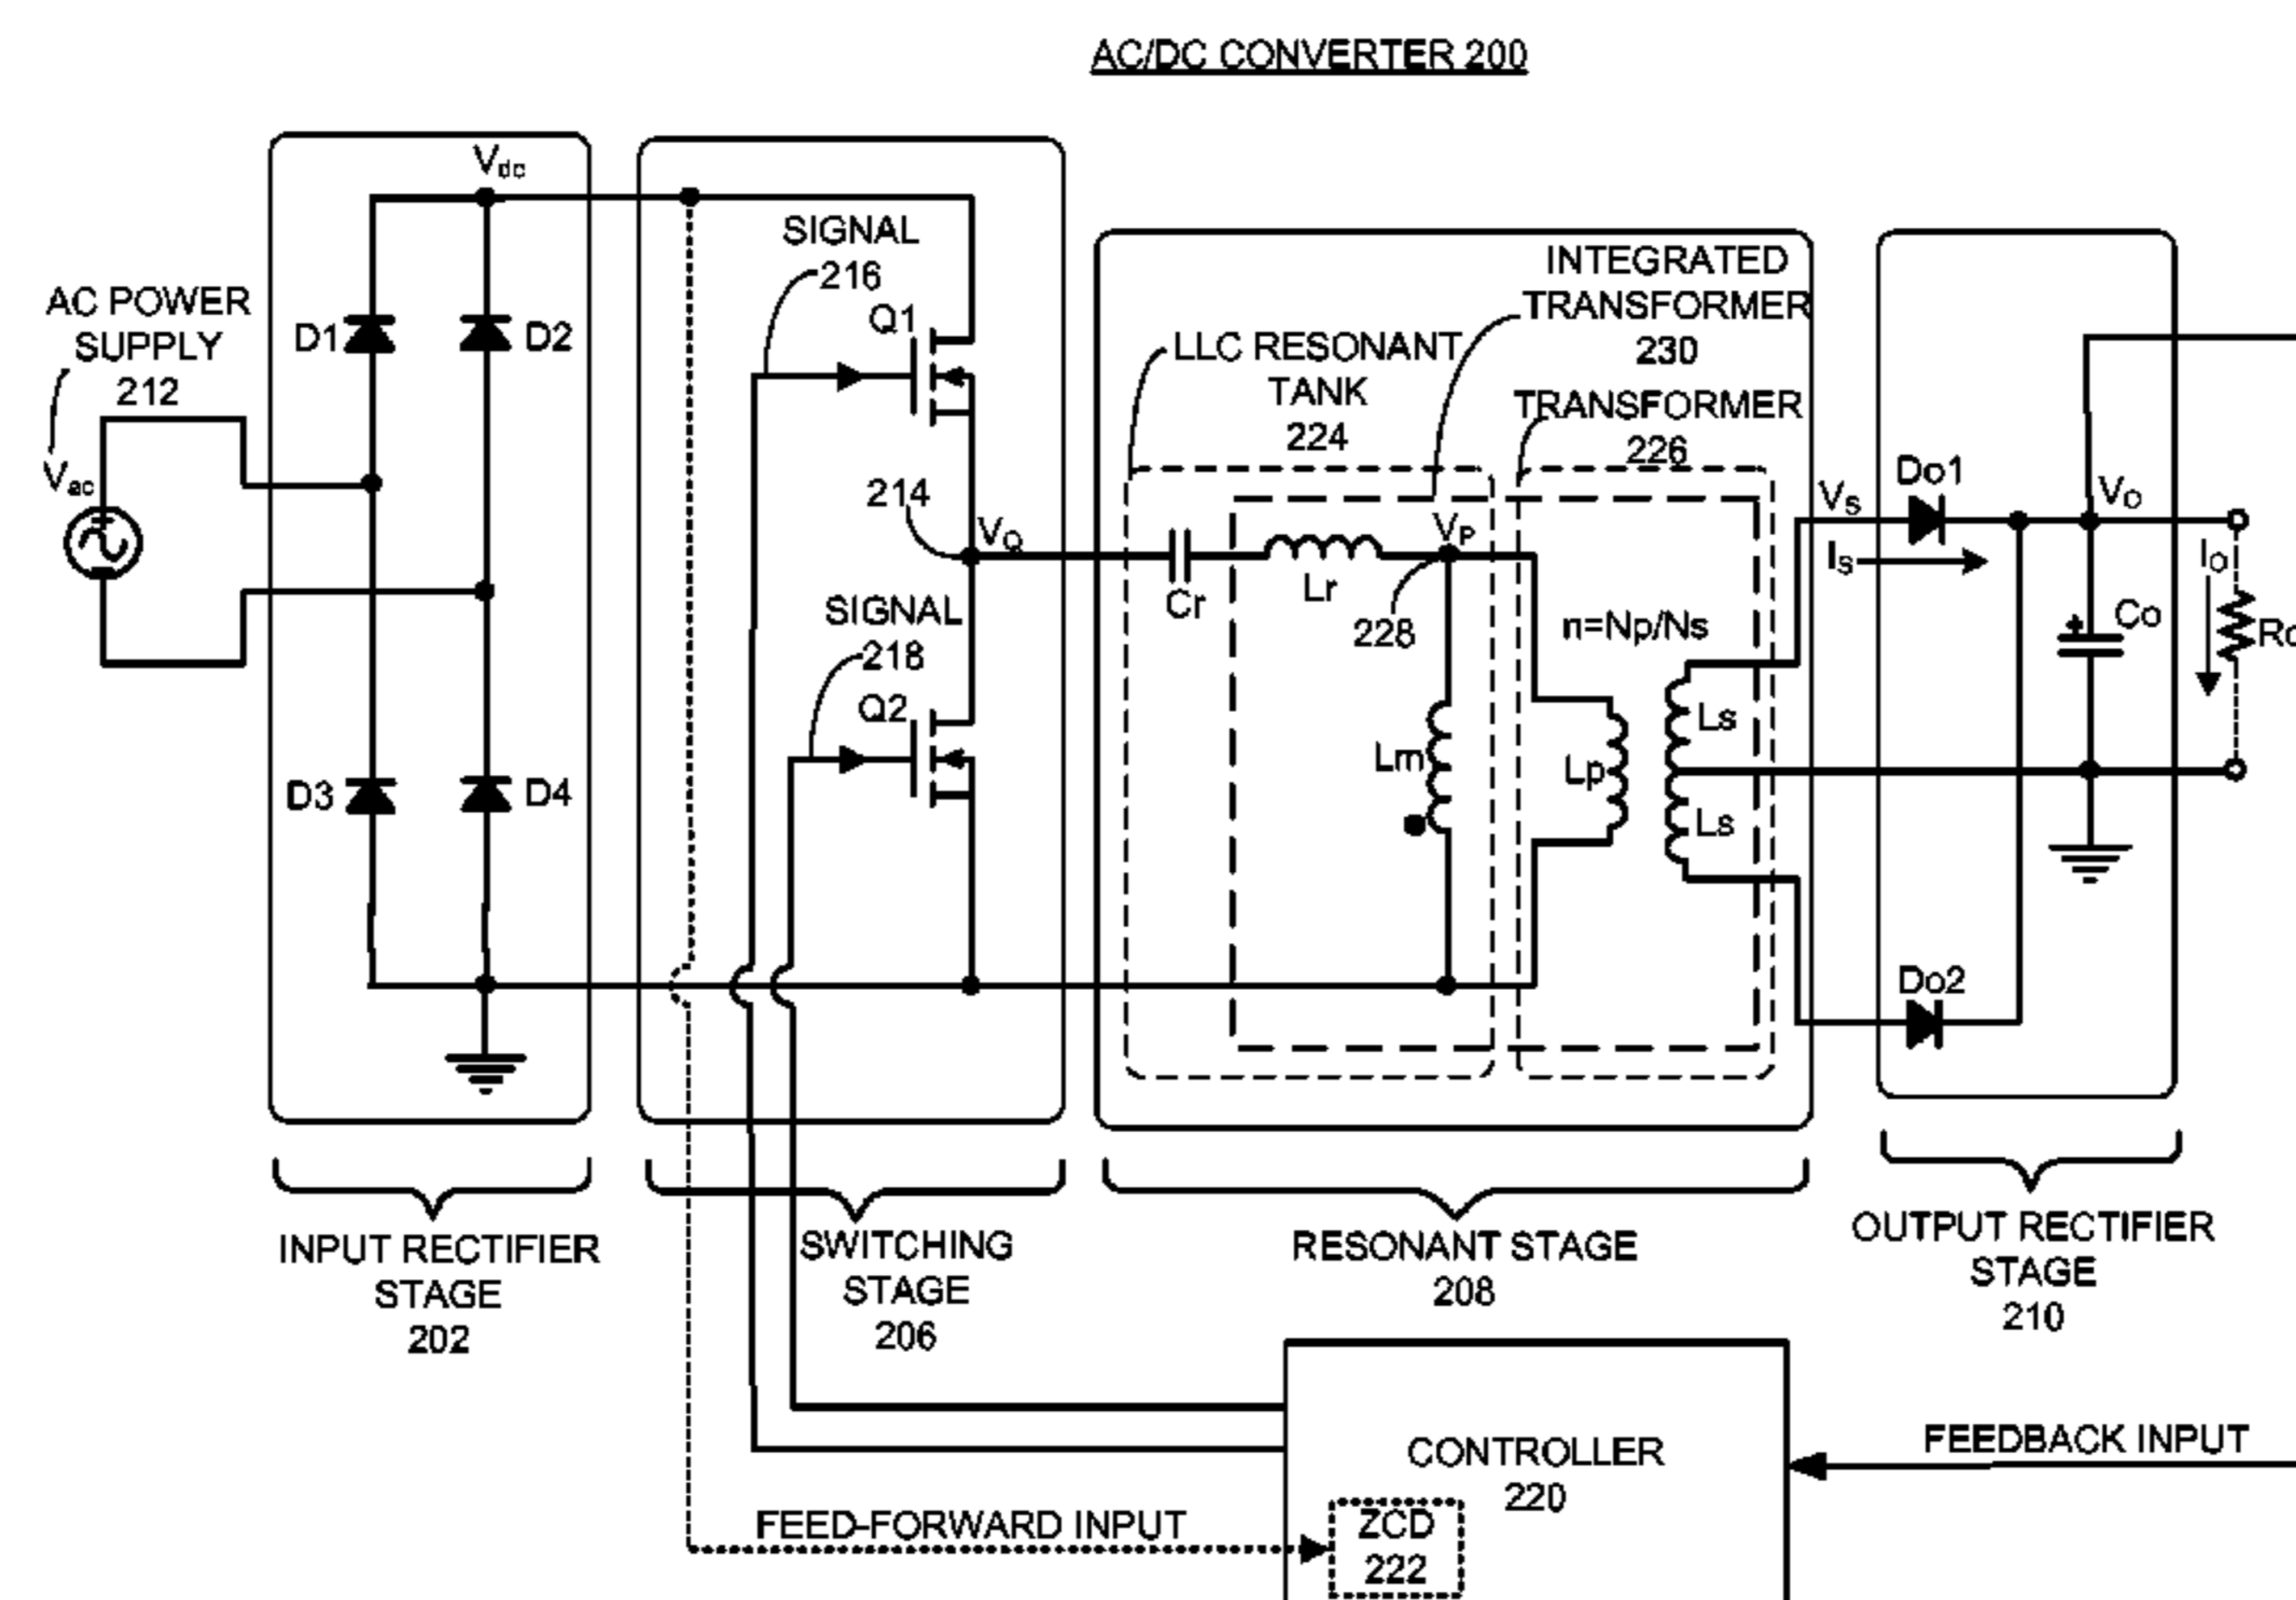 AC/DC CONVERTER 200
Vdc
SIGNAL
216
Q1
AC POWER
SUPPLY
212
Vac
D1
D2
D3
D4
214
VQ
SIGNAL
218
Q2
INTEGRATED
TRANSFORMER
230
LLC RESONANT
TANK
224
TRANSFORMER
226
VP
Cr
Lr
228
n=Np/Ns
Lm
Lp
Ls
Ls
VS
IS
Do1
VO
IO
Co
Do2
INPUT RECTIFIER
STAGE
202
SWITCHING
STAGE
206
RESONANT STAGE
208
OUTPUT RECTIFIER
STAGE
210
CONTROLLER
220
FEEDBACK INPUT
FEED-FORWARD INPUT
ZCD
222